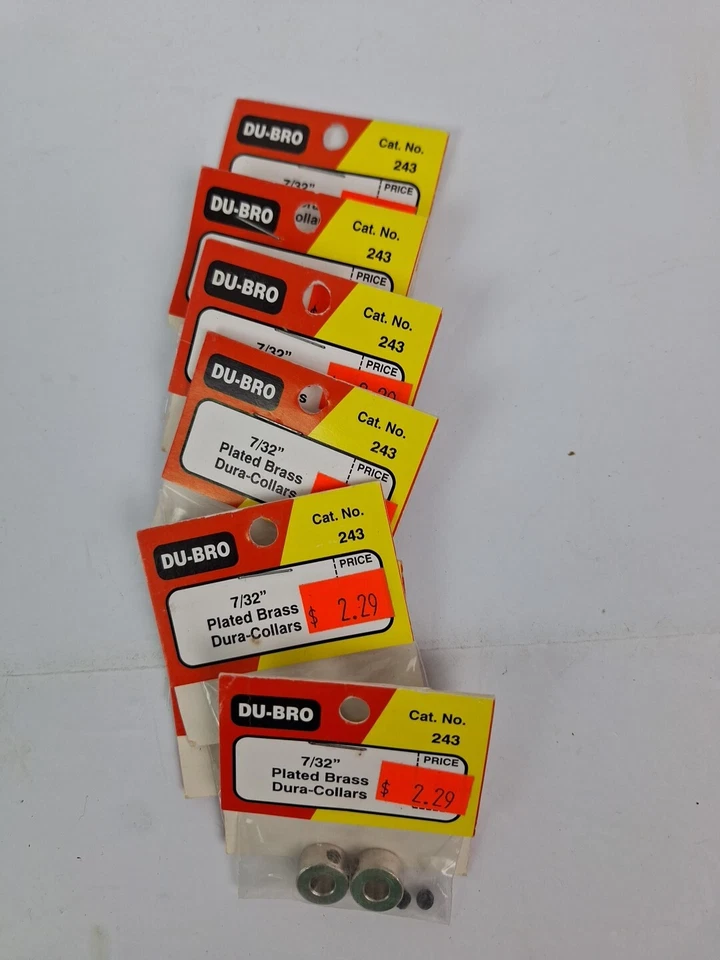 DU-BRO
Cat. No.
243
7/32"
PRICE
DU-BRO
olla
Cat. No.
243
PRICE
DU-BRO
Cat. No.
243
7/32"
PRICE
2.29
DU-BRO
s
Cat. No.
243
7/32"
Plated Brass
Dura-Collars
PRICE
DU-BRO
Cat. No.
243
7/32"
Plated Brass
Dura-Collars
PRICE
$ 2.29
DU-BRO
Cat. No.
243
7/32"
Plated Brass
Dura-Collars
PRICE
$ 2.29